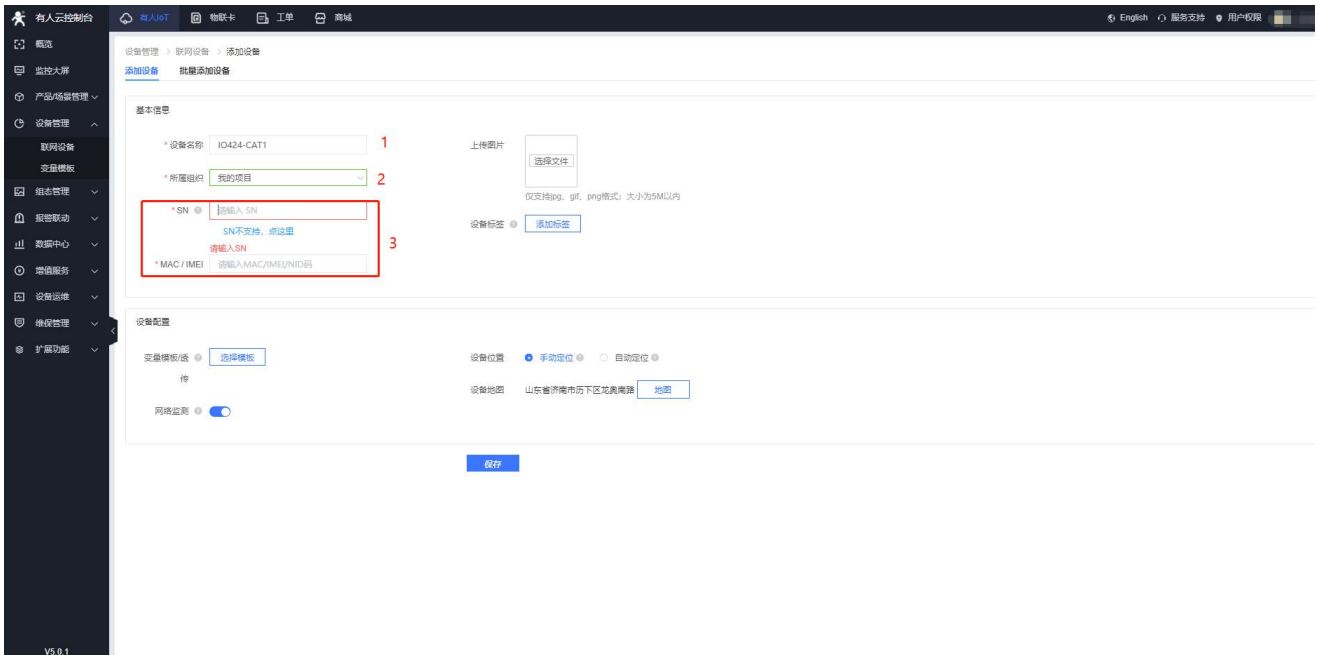 有人云控制台
有人IoT 物联卡 工单 商城
English 服务支持 用户权限
概览
监控大屏
产品/场景管理
设备管理
联网设备
变量模板
组态管理
报警联动
数据中心
增值服务
设备运维
维保管理
扩展功能
V5.0.1
设备管理 > 联网设备 > 添加设备
添加设备 批量添加设备
基本信息
* 设备名称 IO424-CAT1 1
* 所属组织 我的项目 2
* SN 请输入 SN
SN不支持，点这里
请输入SN
3
* MAC / IMEI 请输入MAC/IMEI/NID码
上传图片
选择文件
仅支持jpg，gif，png格式；大小为5M以内
设备标签 添加标签
设备配置
变量模板/透传 选择模板
网络监测
设备位置 手动定位 自动定位
设备地图 山东省济南市历下区龙奥南路 地图
保存